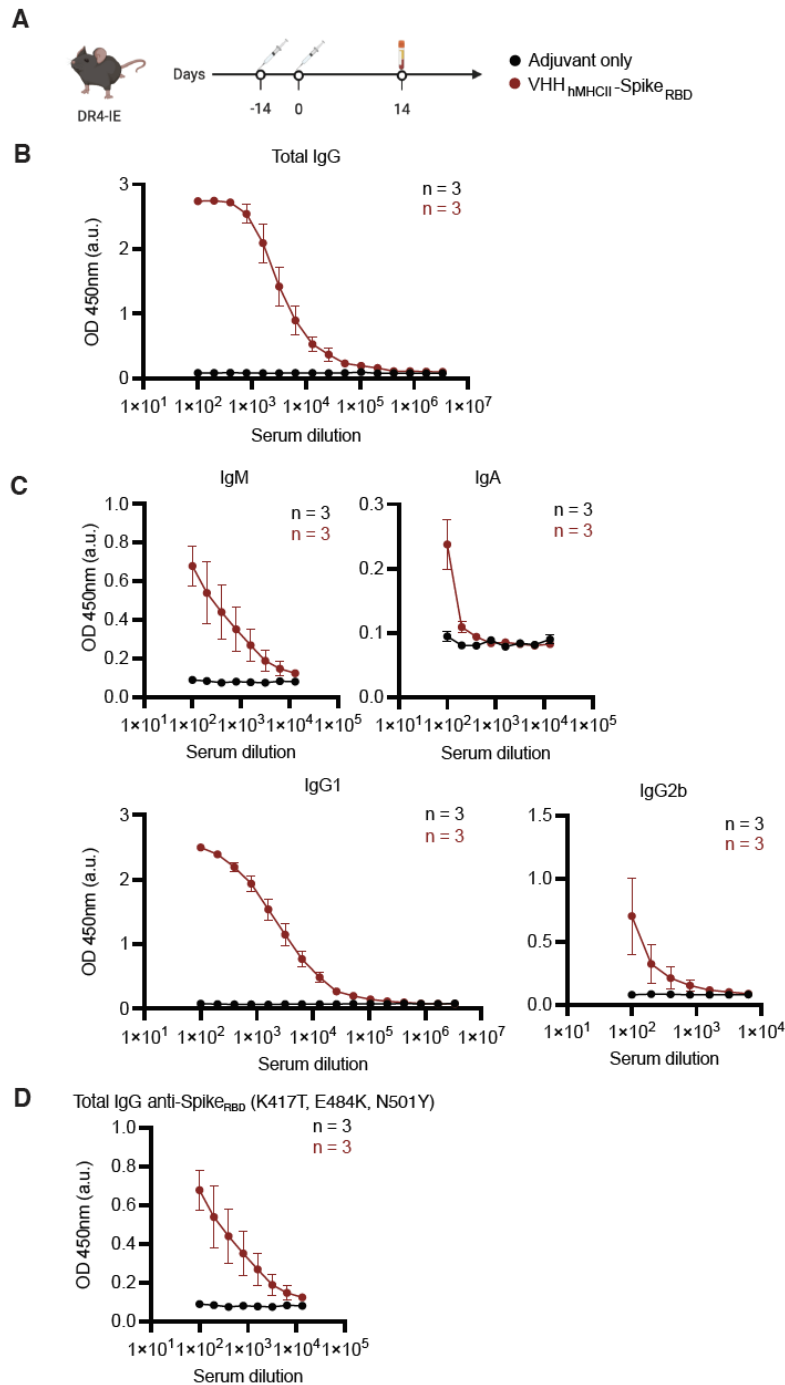 A
Days
-14
0
14
DR4-IE
Adjuvant only
VHHhMHCII-SpikeRBD
B
Total IgG
n = 3
n = 3
OD 450nm (a.u.)
3
2
1
0
1×10¹
1×10²
1×10³
1×10⁴
1×10⁵
1×10⁶
1×10⁷
Serum dilution
C
IgM
n = 3
n = 3
OD 450nm (a.u.)
1.0
0.8
0.6
0.4
0.2
0.0
1×10¹
1×10²
1×10³
1×10⁴
1×10⁵
Serum dilution
IgA
n = 3
n = 3
0.3
0.2
0.1
0.0
1×10¹
1×10²
1×10³
1×10⁴
1×10⁵
Serum dilution
IgG1
n = 3
n = 3
OD 450nm (a.u.)
3
2
1
0
1×10¹
1×10²
1×10³
1×10⁴
1×10⁵
1×10⁶
1×10⁷
Serum dilution
IgG2b
n = 3
n = 3
1.5
1.0
0.5
0.0
1×10¹
1×10²
1×10³
1×10⁴
Serum dilution
D
Total IgG anti-SpikeRBD (K417T, E484K, N501Y)
n = 3
n = 3
OD 450nm (a.u.)
1.0
0.8
0.6
0.4
0.2
0.0
1×10¹
1×10²
1×10³
1×10⁴
1×10⁵
Serum dilution